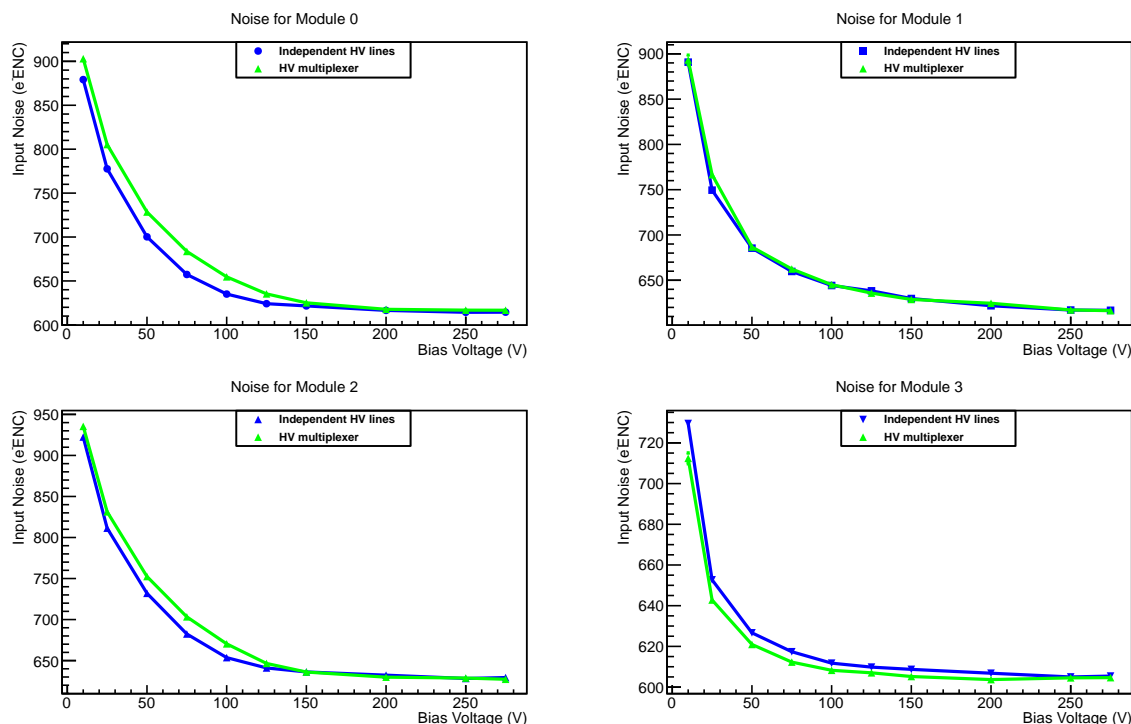 Noise for Module 0
Input Noise (e⁻ENC)
Independent HV lines
HV multiplexer
900
850
800
750
700
650
600
0 50 100 150 200 250
Bias Voltage (V)
Noise for Module 1
Input Noise (e⁻ENC)
Independent HV lines
HV multiplexer
900
850
800
750
700
650
0 50 100 150 200 250
Bias Voltage (V)
Noise for Module 2
Input Noise (e⁻ENC)
Independent HV lines
HV multiplexer
950
900
850
800
750
700
650
0 50 100 150 200 250
Bias Voltage (V)
Noise for Module 3
Input Noise (e⁻ENC)
Independent HV lines
HV multiplexer
720
700
680
660
640
620
600
0 50 100 150 200 250
Bias Voltage (V)